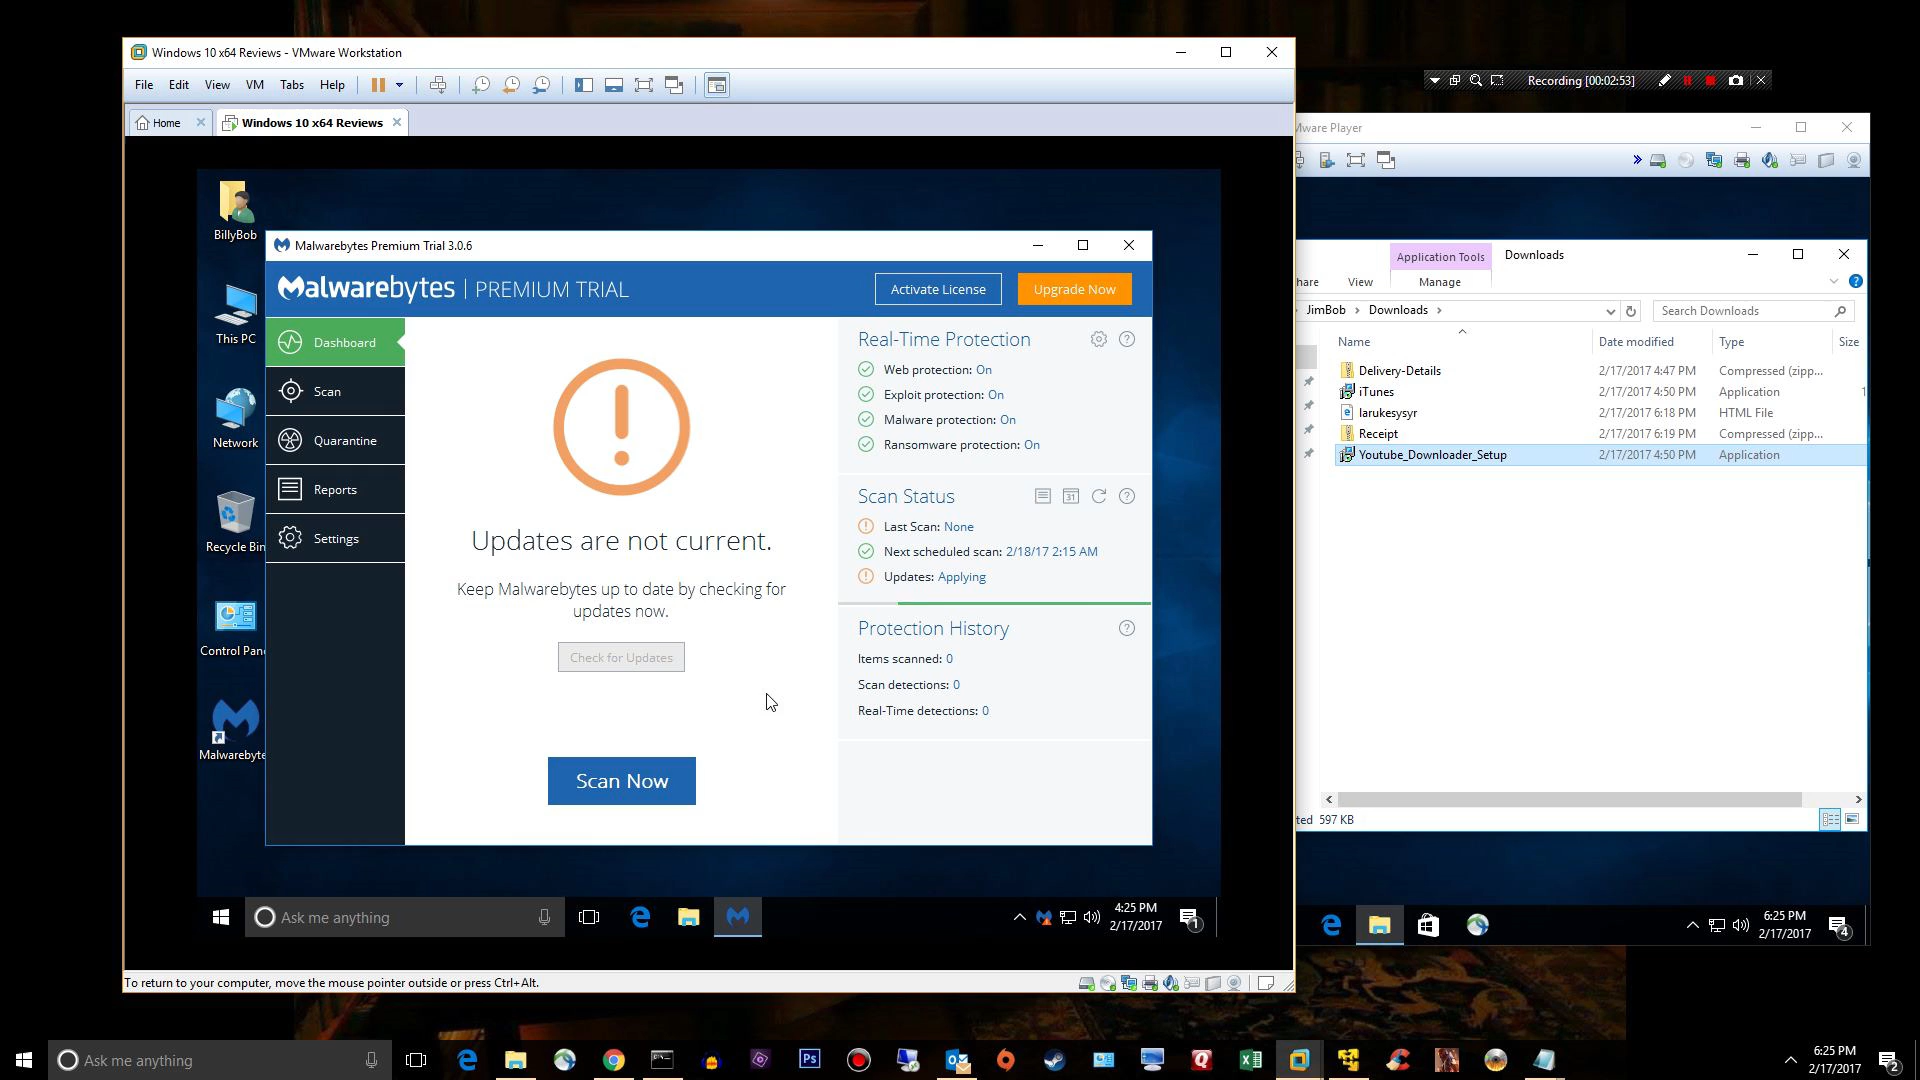 Windows 10 x64 Reviews - VMware Workstation
File Edit View VM Tabs Help
Home
Windows 10 x64 Reviews
Recording [00:02:53]
BillyBob
This PC
Network
Recycle Bin
Control Pan
Malwarebyte
Malwarebytes Premium Trial 3.0.6
Malwarebytes | PREMIUM TRIAL
Activate License
Upgrade Now
Dashboard
Scan
Quarantine
Reports
Settings
Updates are not current.
Keep Malwarebytes up to date by checking for
updates now.
Check for Updates
Scan Now
Real-Time Protection
Web protection: On
Exploit protection: On
Malware protection: On
Ransomware protection: On
Scan Status
31
Last Scan: None
Next scheduled scan: 2/18/17 2:15 AM
Updates: Applying
Protection History
Items scanned: 0
Scan detections: 0
Real-Time detections: 0
Ask me anything
4:25 PM
2/17/2017
1
To return to your computer, move the mouse pointer outside or press Ctrl+Alt.
Mware Player
Application Tools
Downloads
hare View Manage
JimBob > Downloads >
Search Downloads
Name Date modified Type Size
Delivery-Details 2/17/2017 4:47 PM Compressed (zipp...
iTunes 2/17/2017 4:50 PM Application 1
larukesysyr 2/17/2017 6:18 PM HTML File
Receipt 2/17/2017 6:19 PM Compressed (zipp...
Youtube_Downloader_Setup 2/17/2017 4:50 PM Application
ted 597 KB
6:25 PM
2/17/2017
4
Ask me anything
Ps
6:25 PM
2/17/2017
2